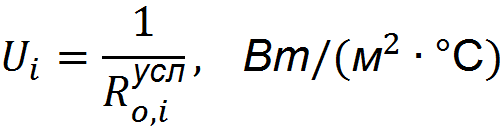 U_i = 1 / R_{o,i}^{усл}, Вт/(м² · °С)